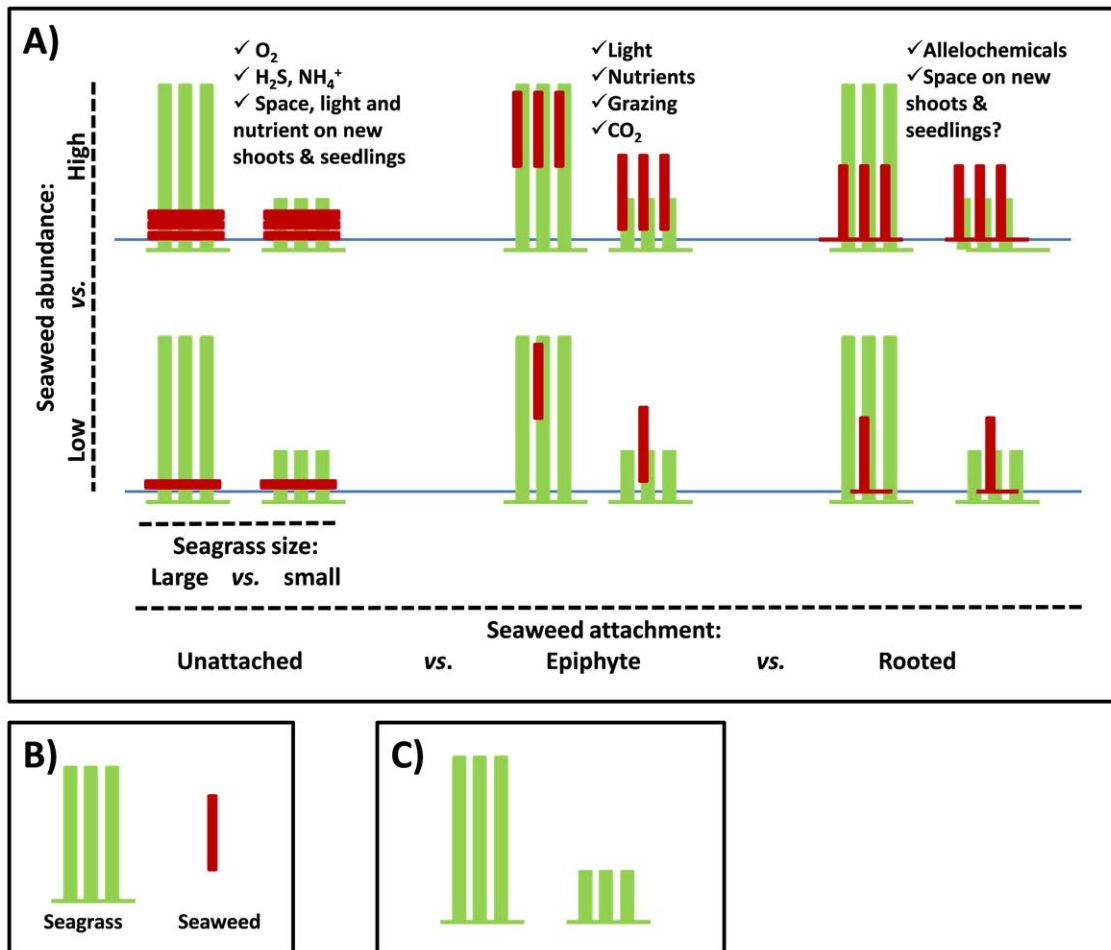 A)
✓ O₂
✓ H₂S, NH₄⁺
✓ Space, light and
nutrient on new
shoots & seedlings
✓Light
✓Nutrients
✓Grazing
✓CO₂
✓ Allelochemicals
✓ Space on new
shoots &
seedlings?
Seaweed abundance:
Low vs. High
Seagrass size:
Large vs. small
Seaweed attachment:
Unattached vs. Epiphyte vs. Rooted
B)
Seagrass Seaweed
C)